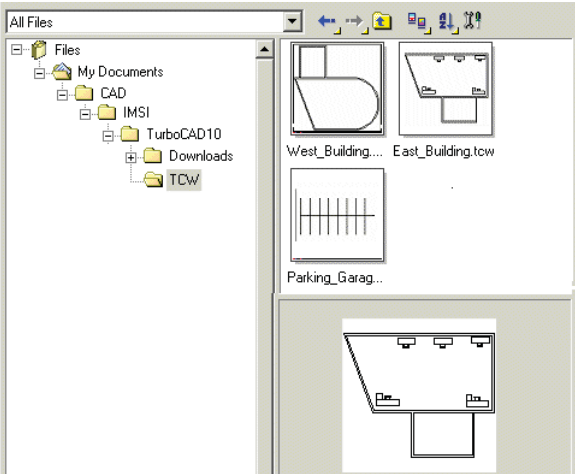 All Files
Files
My Documents
CAD
IMSI
TurboCAD10
Downloads
TCW
West_Building....
East_Building.tcw
Parking_Garag...